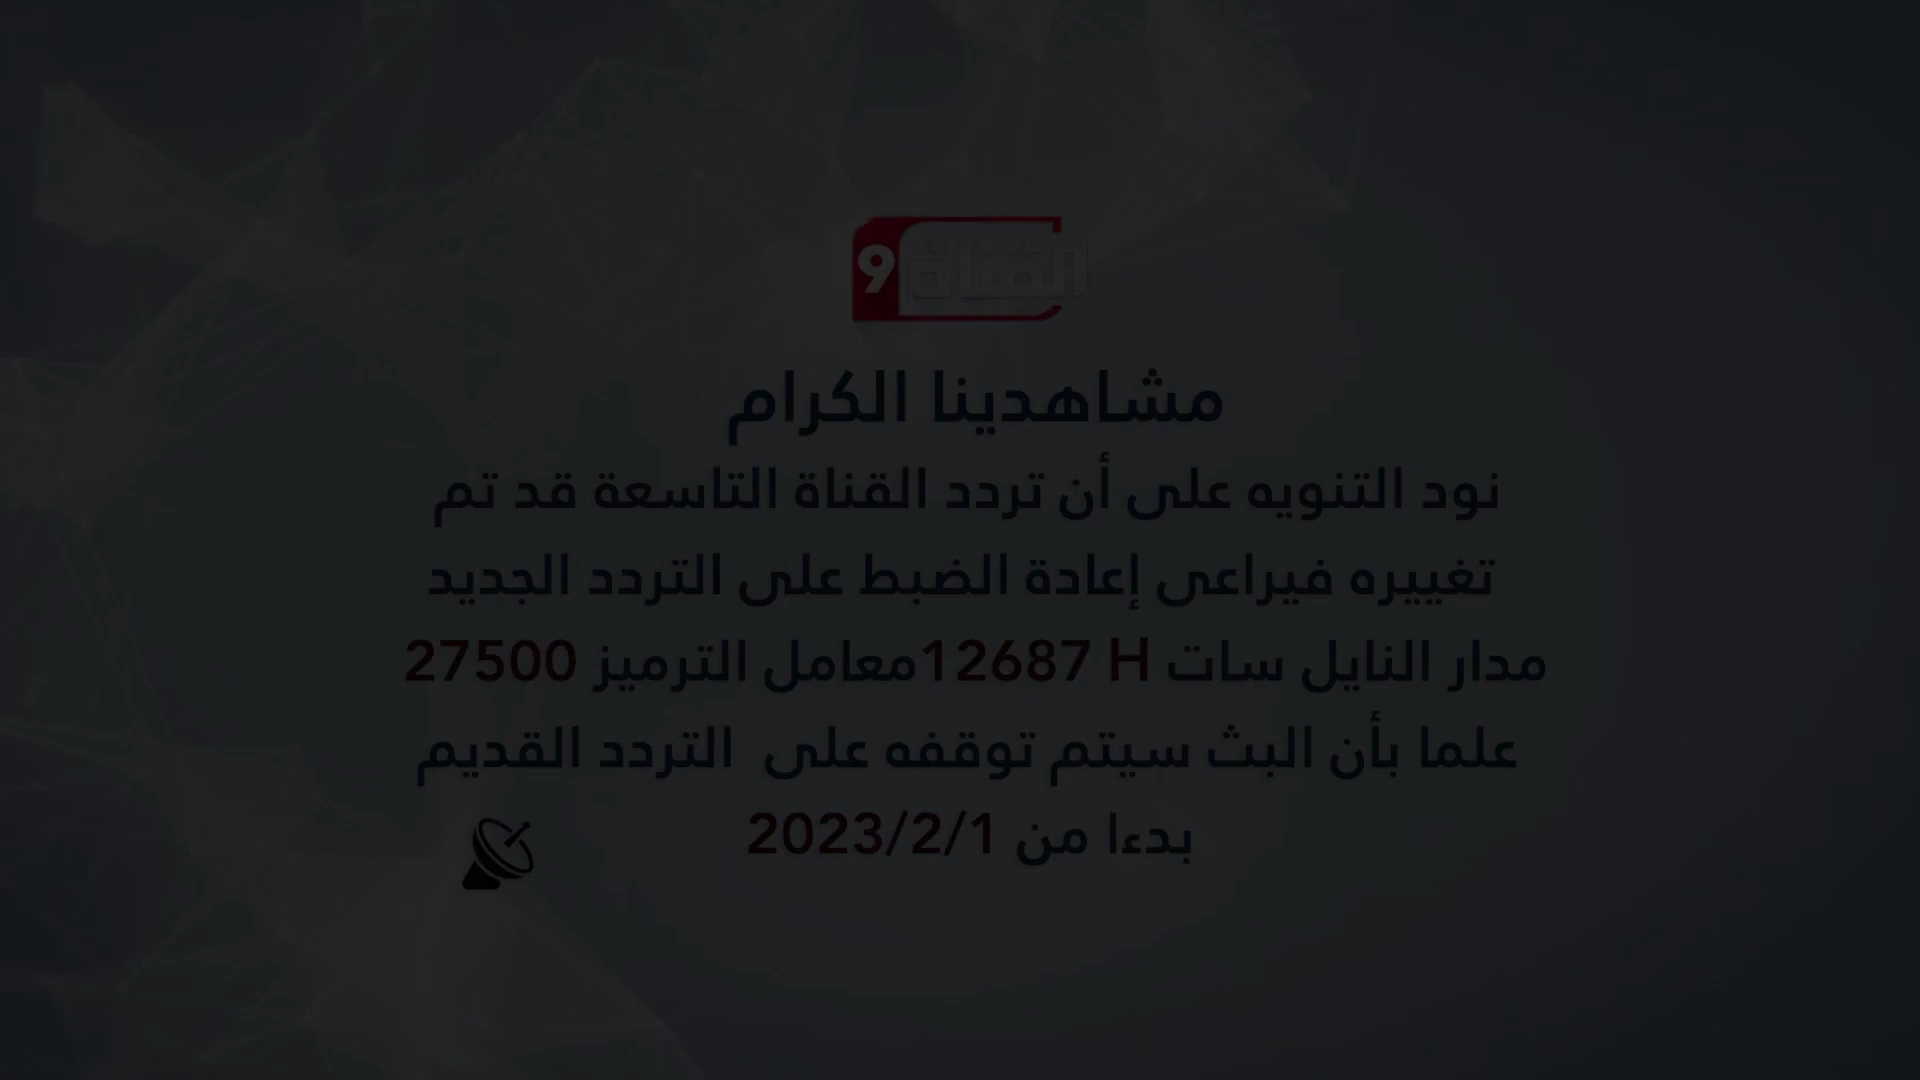 القناة 9
مشاهدينا الكرام
نود التنويه على أن تردد القناة التاسعة قد تم
تغييره فيراعى إعادة الضبط على التردد الجديد
مدار النايل سات 12687 H معامل الترميز 27500
علما بأن البث سيتم توقفه على التردد القديم
بدءا من 2023/2/1